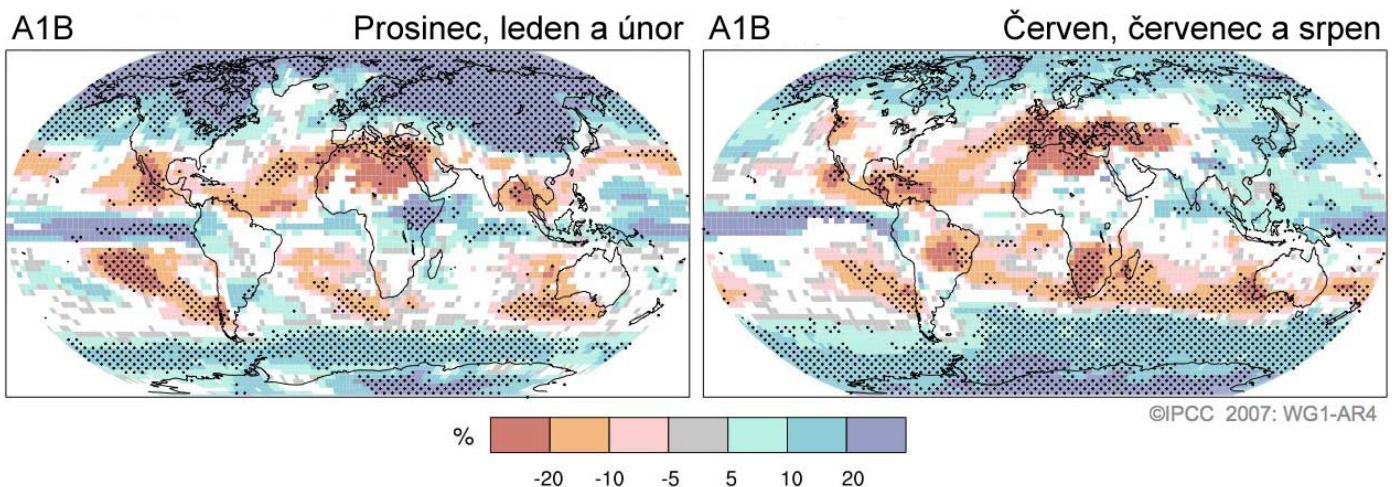 A1B Prosinec, leden a únor
A1B Červen, červenec a srpen
©IPCC 2007: WG1-AR4
%
-20 -10 -5 5 10 20